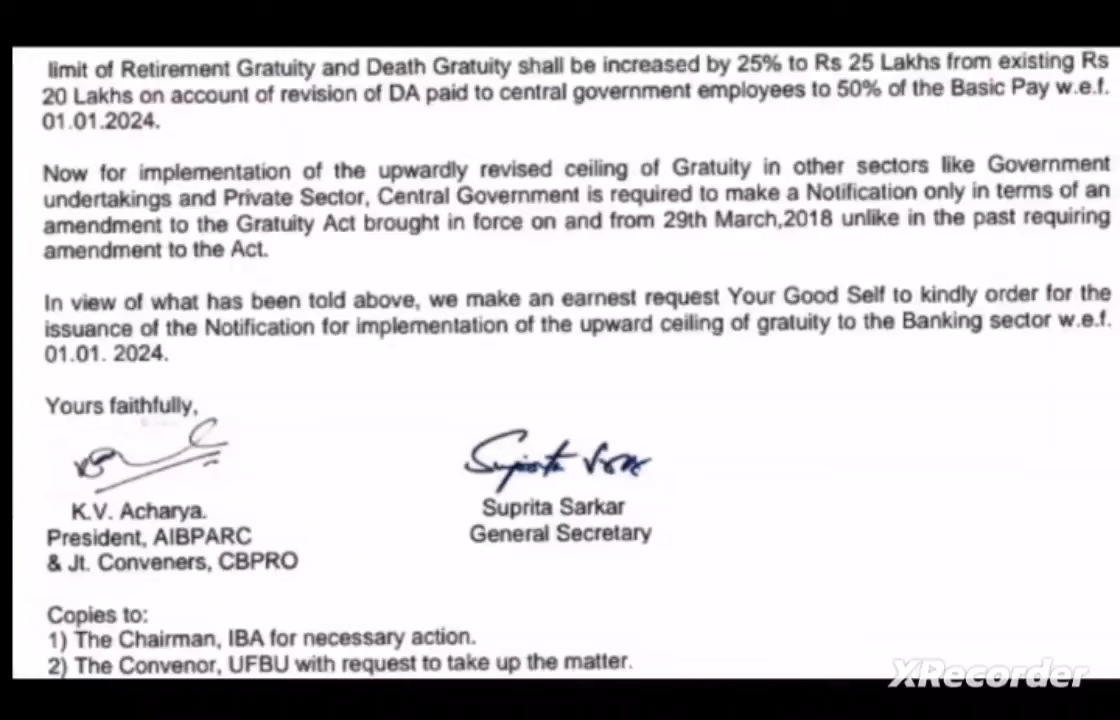 limit of Retirement Gratuity and Death Gratuity shall be increased by 25% to Rs 25 Lakhs from existing Rs
20 Lakhs on account of revision of DA paid to central government employees to 50% of the Basic Pay w.e.f.
01.01.2024.
Now for implementation of the upwardly revised ceiling of Gratuity in other sectors like Government
undertakings and Private Sector, Central Government is required to make a Notification only in terms of an
amendment to the Gratuity Act brought in force on and from 29th March,2018 unlike in the past requiring
amendment to the Act.
In view of what has been told above, we make an earnest request Your Good Self to kindly order for the
issuance of the Notification for implementation of the upward ceiling of gratuity to the Banking sector w.e.f.
01.01. 2024.
Yours faithfully,
K.V. Acharya.
President, AIBPARC
& Jt. Conveners, CBPRO
Suprita Sarkar
General Secretary
Copies to:
1) The Chairman, IBA for necessary action.
2) The Convenor, UFBU with request to take up the matter.
XRecorder